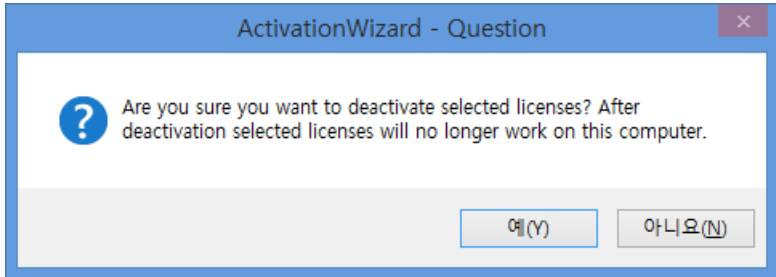 ActivationWizard - Question
Are you sure you want to deactivate selected licenses? After
deactivation selected licenses will no longer work on this computer.
예(Y)
아니요(N)